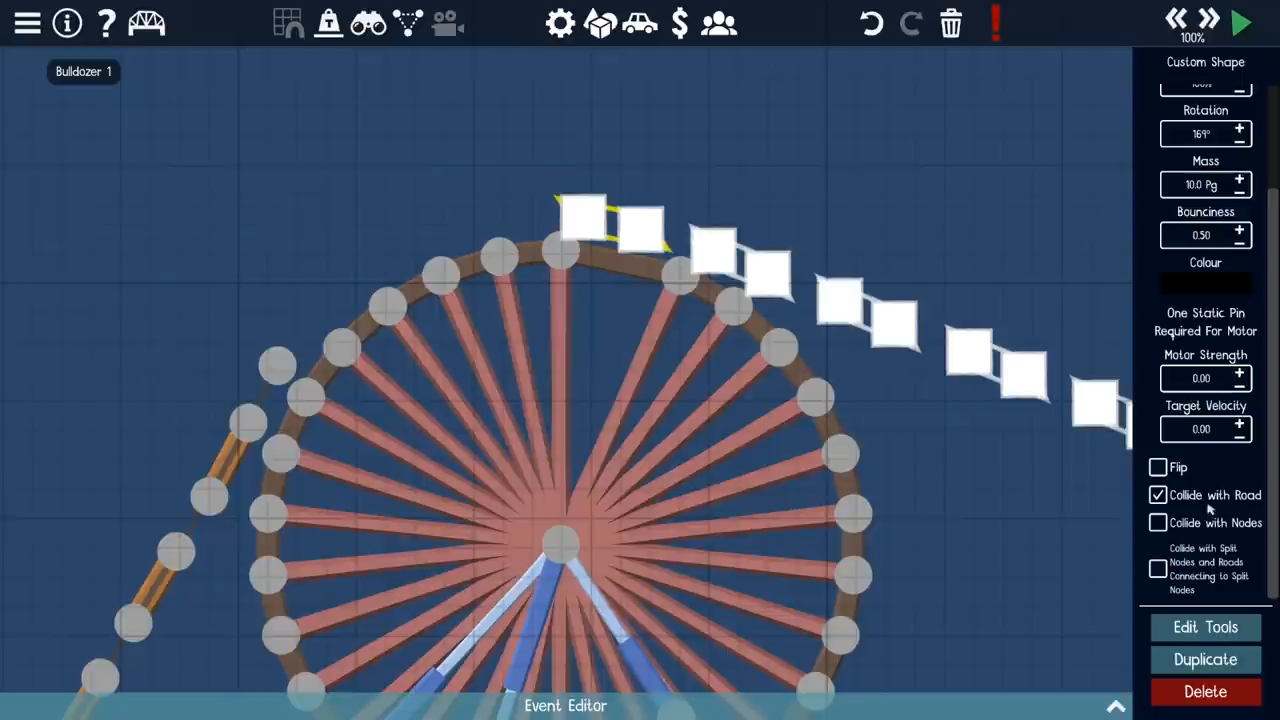 100%
Bulldozer 1
Custom Shape
100%
Rotation
169°
Mass
10.0 Pg
Bounciness
0.50
Colour
One Static Pin
Required For Motor
Motor Strength
0.00
Target Velocity
0.00
Flip
Collide with Road
Collide with Nodes
Collide with Split
Nodes and Roads
Connecting to Split
Nodes
Edit Tools
Duplicate
Delete
Event Editor